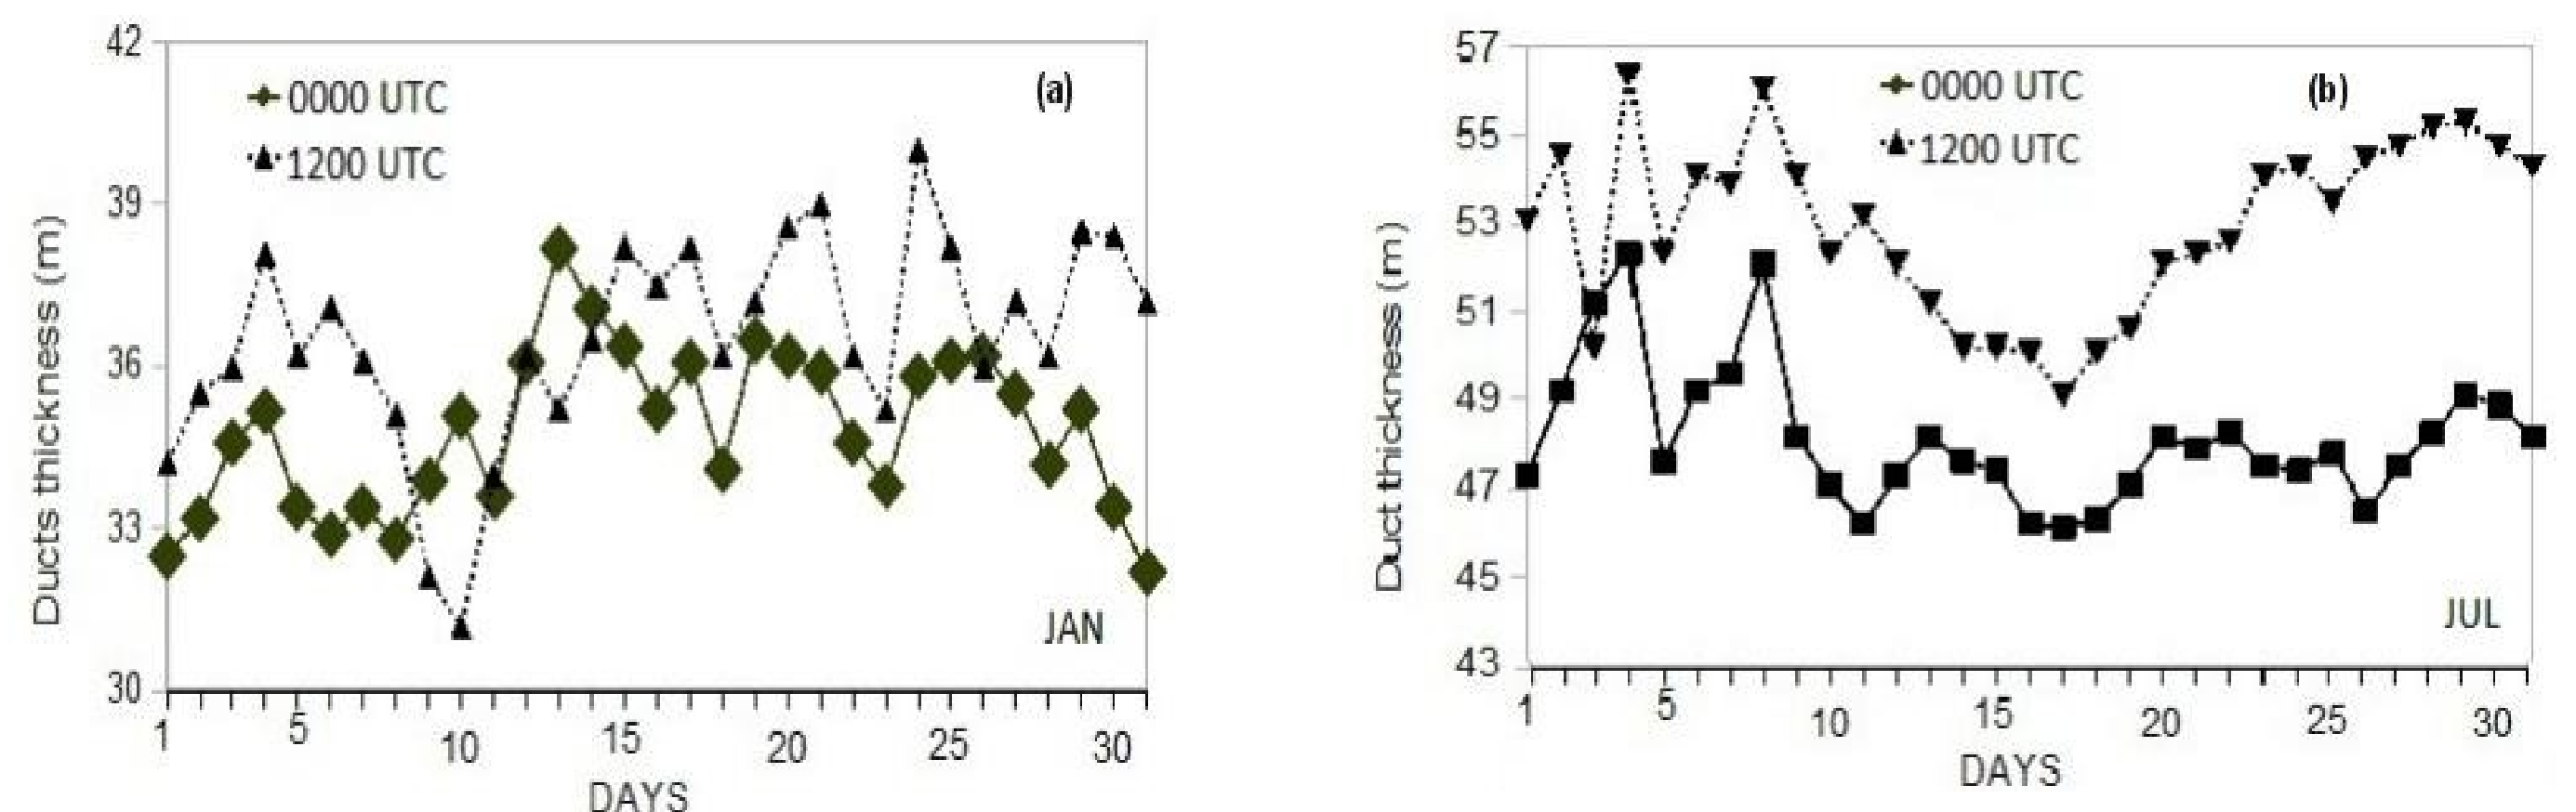 42
39
36
33
30
Ducts thickness (m)
0000 UTC
1200 UTC
(a)
JAN
1 5 10 15 20 25 30
DAYS
57
55
53
51
49
47
45
43
Duct thickness (m)
0000 UTC
1200 UTC
(b)
JUL
1 5 10 15 20 25 30
DAYS